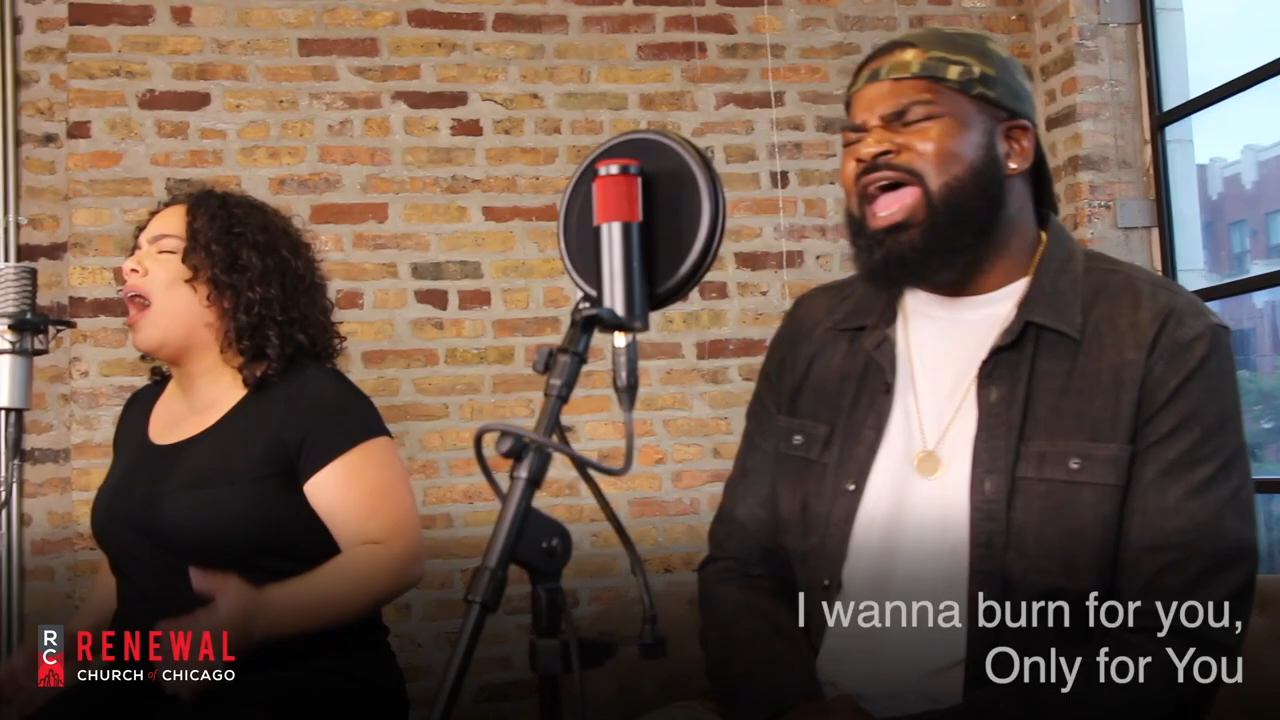 I wanna burn for you,
Only for You
RC
RENEWAL
CHURCH of CHICAGO